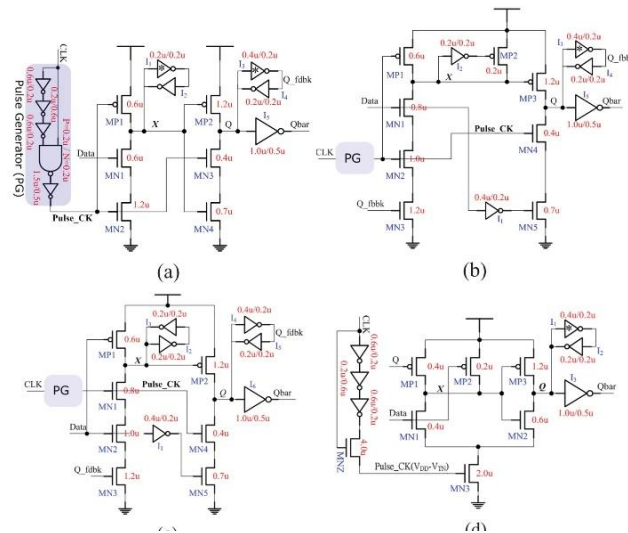 CLK
Pulse Generator (PG)
0.6u/0.2u
0.2u/0.6u
0.6u/0.2u
P=0.2u / N=0.2u
1.5u/0.5u
Pulse_CK
Data
MP1
0.6u
MN1
0.6u
MN2
1.2u
X
0.2u/0.2u
I1
I2
0.2u/0.2u
MP2
1.2u
MN3
0.4u
MN4
0.7u
0.4u/0.2u
I3
Q_fdbk
I4
0.2u/0.2u
Q
I5
Qbar
1.0u/0.5u
(a)
MP1
0.6u
0.2u/0.2u
I2
MP2
0.2u
X
MP3
1.2u
0.4u/0.2u
I3
Q_fbbk
I4
0.2u/0.2u
Q
I5
Qbar
1.0u/0.5u
Data
0.8u
MN1
Pulse_CK
0.4u
MN4
CLK
PG
1.0u
MN2
Q_fbbk
1.2u
MN3
0.4u/0.2u
I1
0.7u
MN5
(b)
MP1
0.6u
0.2u/0.2u
I3
I2
0.2u/0.2u
X
MP2
1.2u
0.4u/0.2u
I4
Q_fdbk
I5
0.2u/0.2u
Q
I6
Qbar
1.0u/0.5u
CLK
PG
Pulse_CK
0.8u
MN1
Data
1.0u
MN2
0.4u/0.2u
I1
0.4u
MN4
Q_fdbk
1.2u
MN3
0.7u
MN5
CLK
0.6u/0.2u
0.2u/0.6u
0.6u/0.2u
4.0u
MNZ
Pulse_CK(VDD-VTN)
2.0u
MN3
Q
MP1
0.4u
MP2
0.2u
MP3
1.2u
X
Data
MN1
0.4u
MN2
0.6u
0.4u/0.2u
I1
I2
0.2u/0.2u
Q
I3
Qbar
1.0u/0.5u
(d)